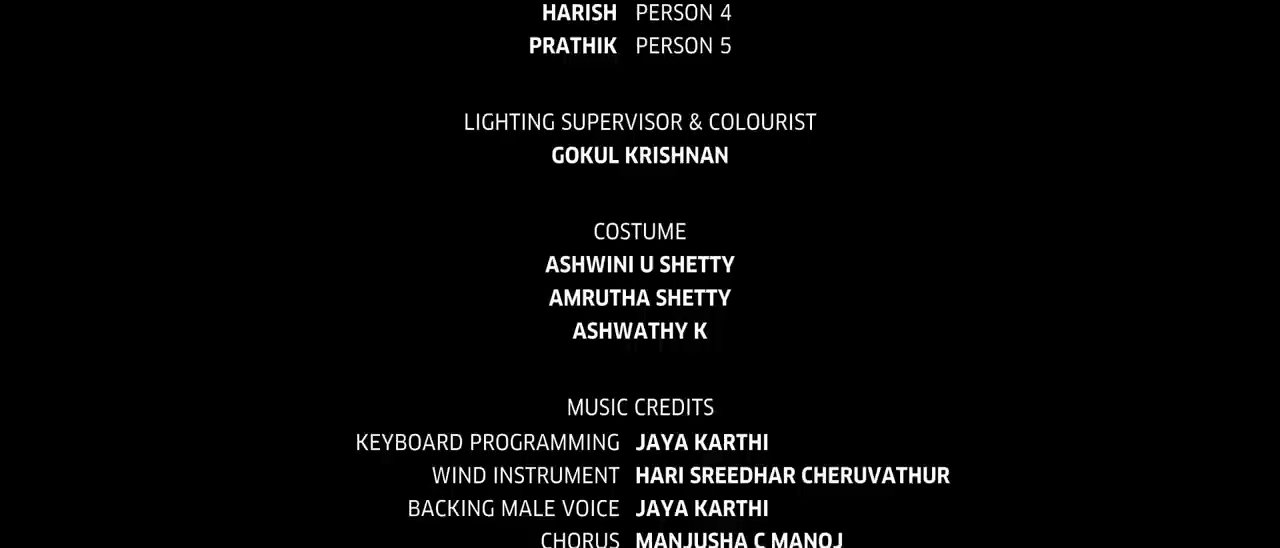 HARISH PERSON 4
PRATHIK PERSON 5
LIGHTING SUPERVISOR & COLOURIST
GOKUL KRISHNAN
COSTUME
ASHWINI U SHETTY
AMRUTHA SHETTY
ASHWATHY K
MUSIC CREDITS
KEYBOARD PROGRAMMING JAYA KARTHI
WIND INSTRUMENT HARI SREEDHAR CHERUVATHUR
BACKING MALE VOICE JAYA KARTHI
CHORUS MANJUSHA C MANOJ